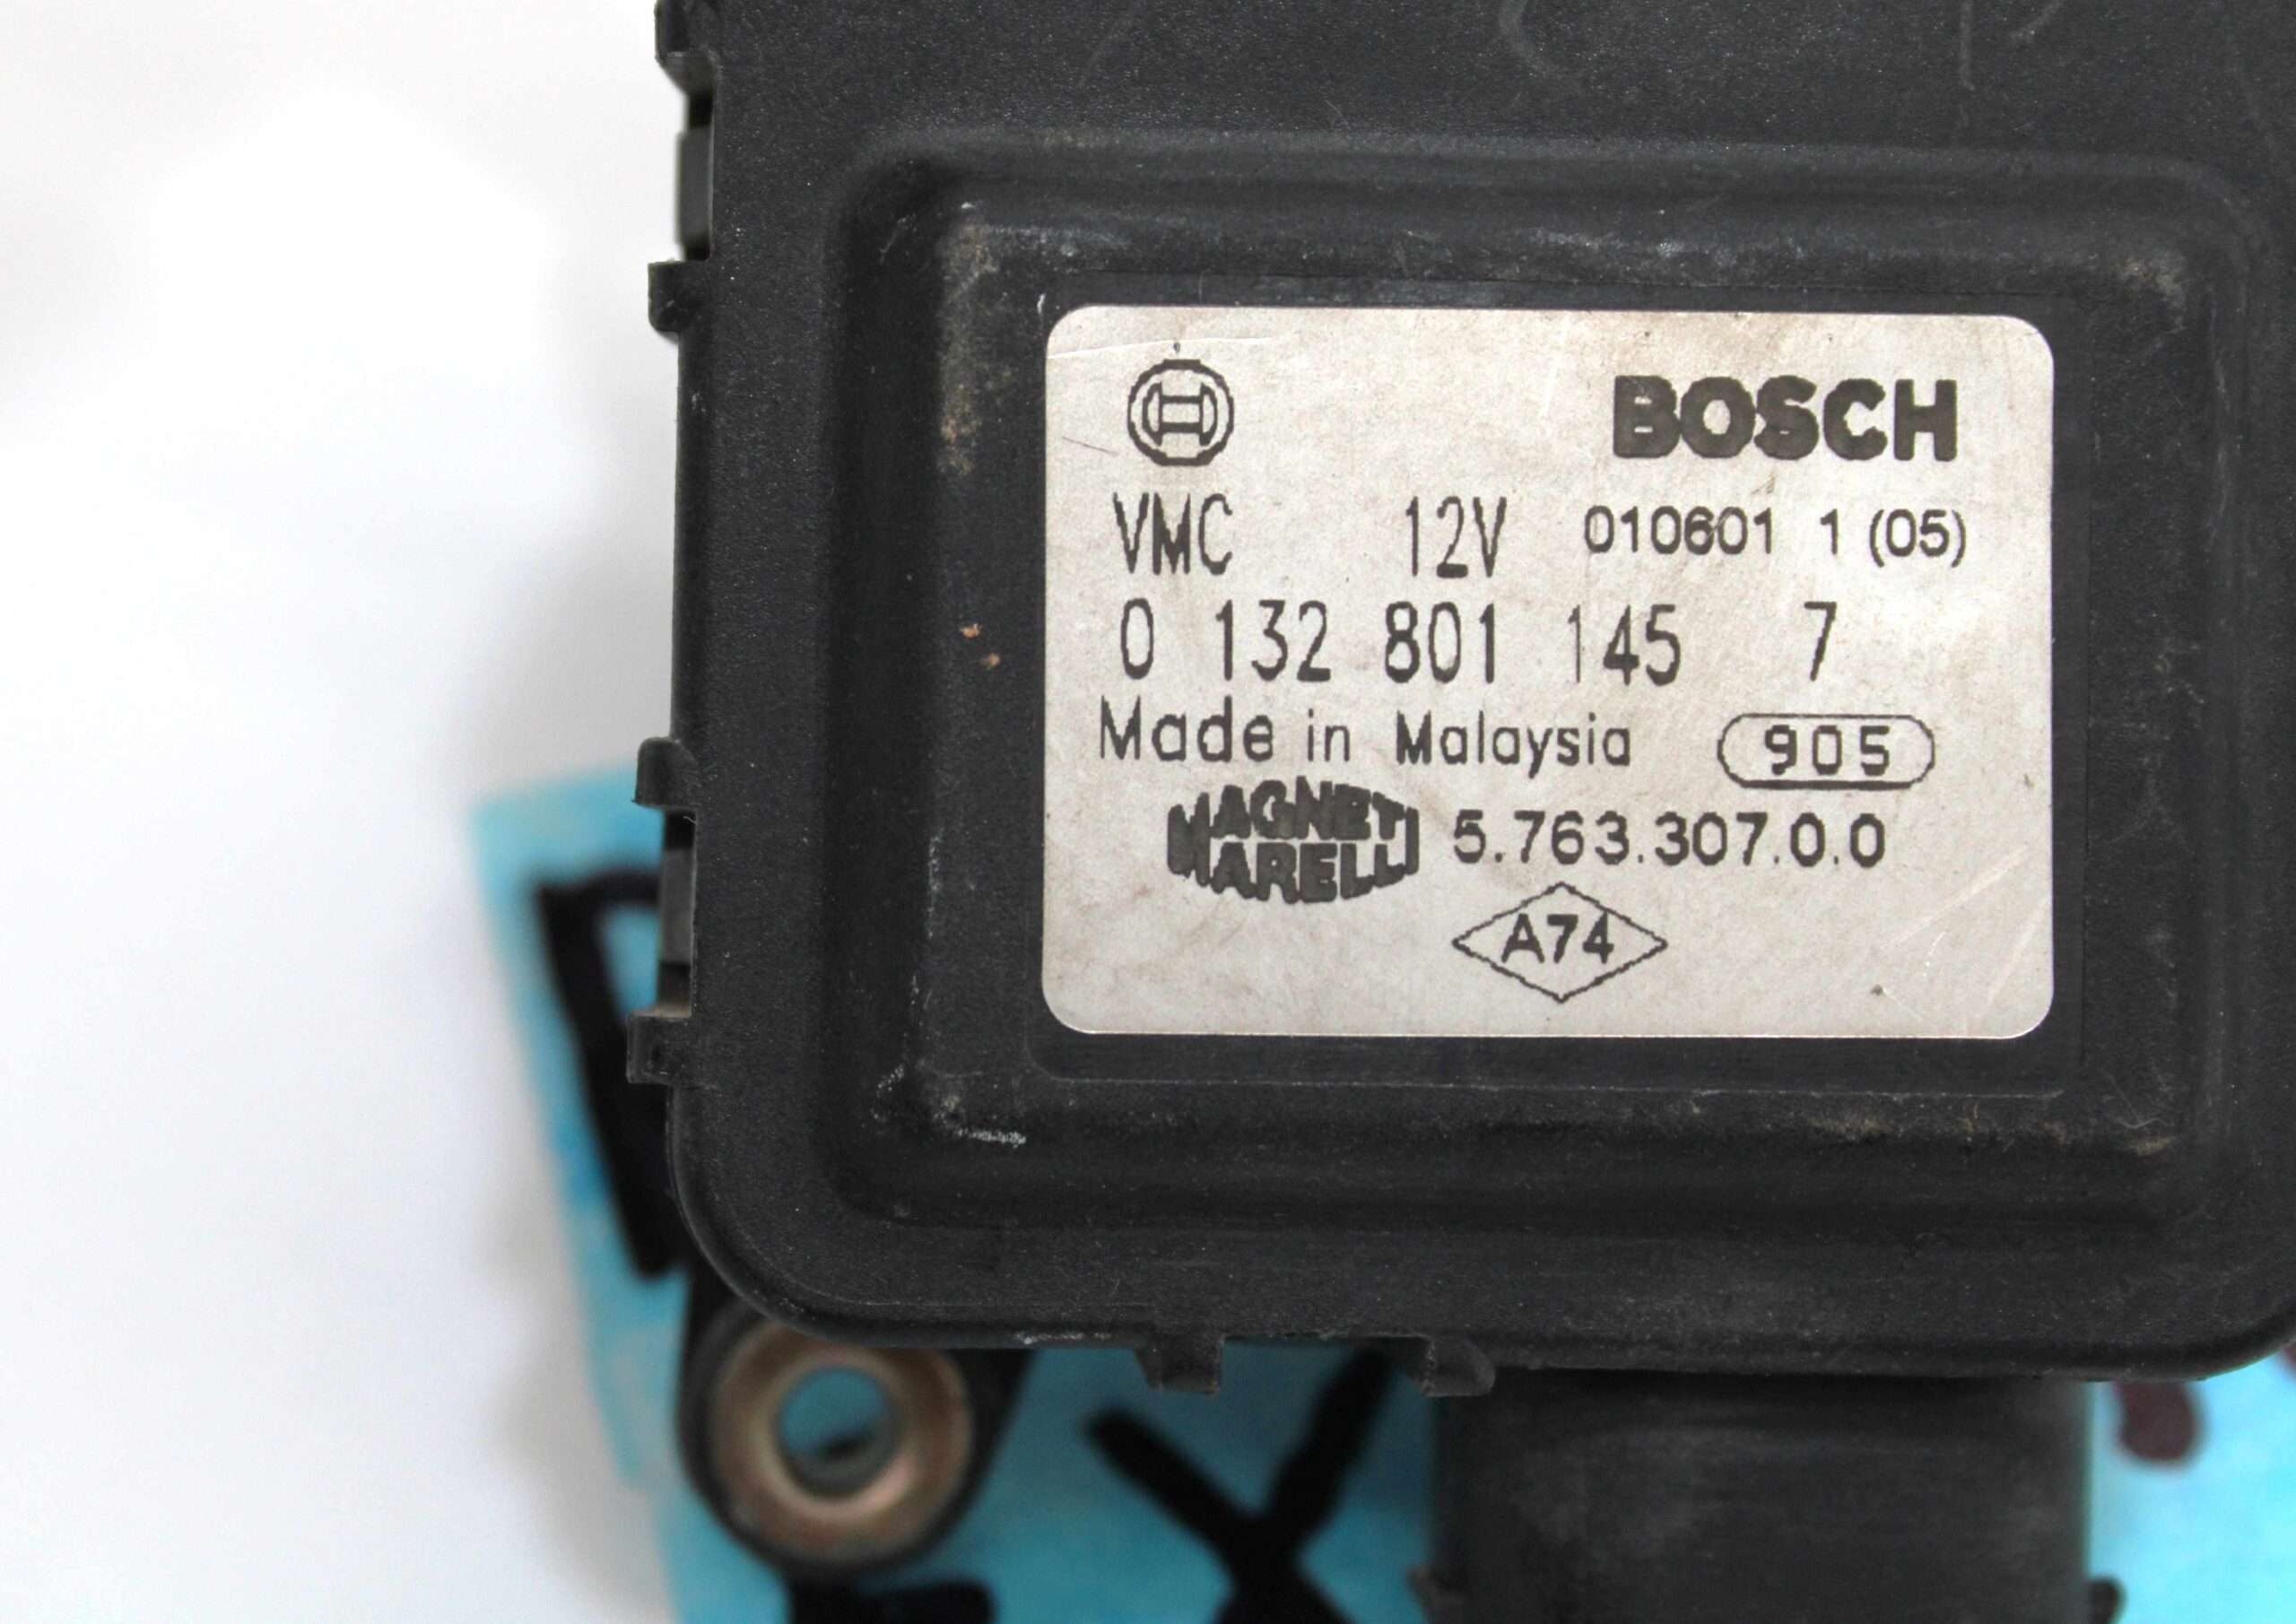 BOSCH
VMC 12V 010601 1 (05)
0 132 801 145 7
Made in Malaysia 905
MAGNETI MARELLI 5.763.307.0.0
A74